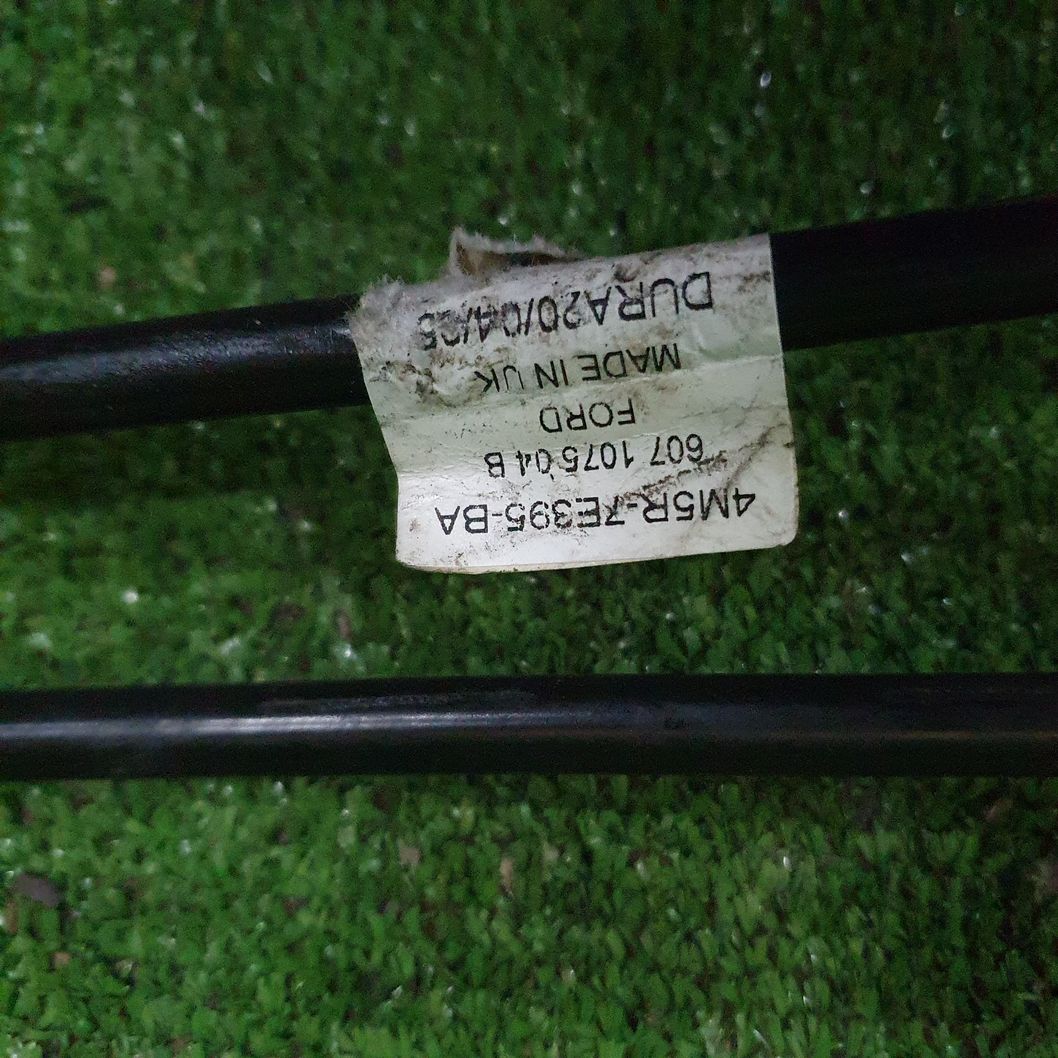 4M5R-7E395-BA
607 1075 04 B
FORD
MADE IN UK
DURA20/04/05